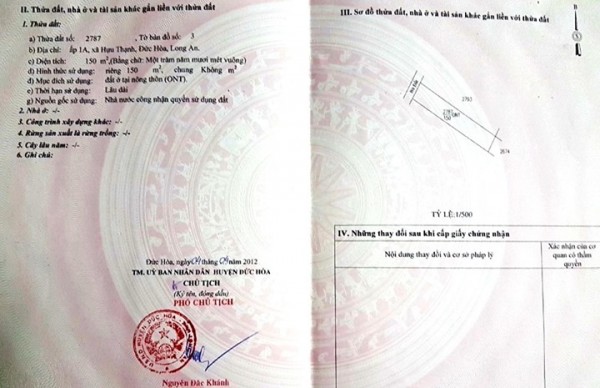 II. Thửa đất, nhà ở và tài sản khác gắn liền với thửa đất
1. Thửa đất:
a) Thửa đất số: 2787 , Tờ bản đồ số: 3
b) Địa chỉ: ấp 1A, xã Hựu Thạnh, Đức Hòa, Long An.
c) Diện tích: 150 m²,(Bằng chữ: Một trăm năm mươi mét vuông)
d) Hình thức sử dụng: riêng 150 m², chung Không m²
đ) Mục đích sử dụng: đất ở tại nông thôn (ONT).
e) Thời hạn sử dụng: Lâu dài
g) Nguồn gốc sử dụng: Nhà nước công nhận quyền sử dụng đất
2. Nhà ở: -/-
3. Công trình xây dựng khác: -/-
4. Rừng sản xuất là rừng trồng: -/-
5. Cây lâu năm: -/-
6. Ghi chú:
Đức Hòa, ngày tháng năm 2012
TM. UỶ BAN NHÂN DÂN HUYỆN ĐỨC HÒA
CHỦ TỊCH
(Ký tên, đóng dấu)
PHÓ CHỦ TỊCH
Nguyễn Đắc Khánh
III. Sơ đồ thửa đất, nhà ở và tài sản khác gắn liền với thửa đất
2793
2787
2874
TỶ LỆ:1/500
IV. Những thay đổi sau khi cấp giấy chứng nhận
Nội dung thay đổi và cơ sở pháp lý
Xác nhận của cơ
quan có thẩm
quyền